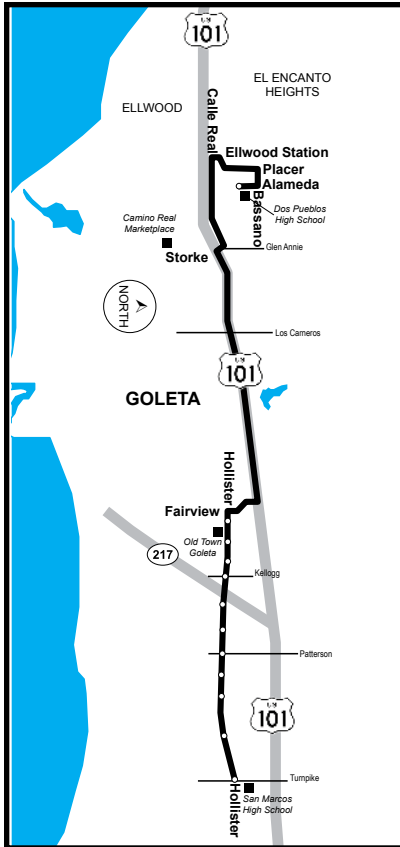 US
101
EL ENCANTO
HEIGHTS
ELLWOOD
Calle Real
Ellwood Station
Placer
Alameda
Bassano
Dos Pueblos
High School
Camino Real
Marketplace
Glen Annie
Storke
NORTH
Los Carneros
US
101
GOLETA
Hollister
Fairview
Old Town
Goleta
217
Kellogg
Patterson
US
101
Turnpike
Hollister
San Marcos
High School